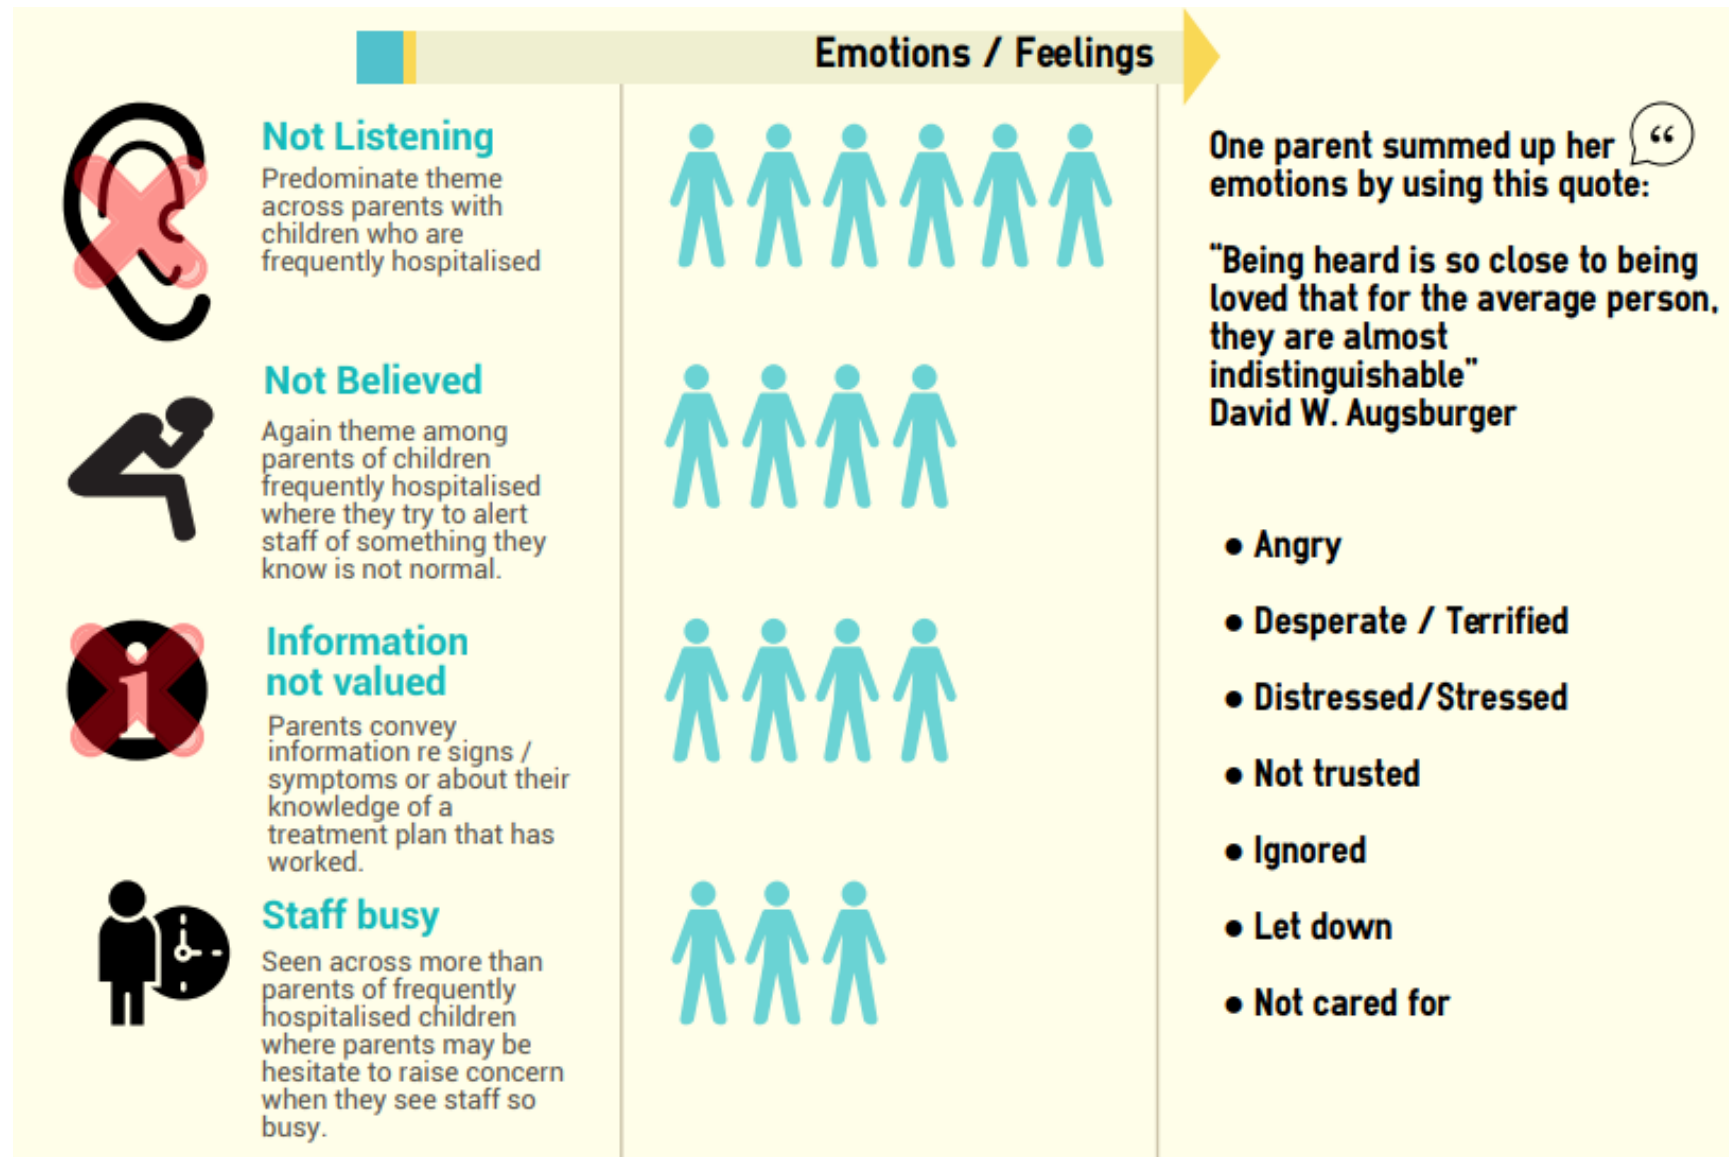 Emotions / Feelings
Not Listening
Predominate theme
across parents with
children who are
frequently hospitalised
Not Believed
Again theme among
parents of children
frequently hospitalised
where they try to alert
staff of something they
know is not normal.
i
Information
not valued
Parents convey
information re signs /
symptoms or about their
knowledge of a
treatment plan that has
worked.
Staff busy
Seen across more than
parents of frequently
hospitalised children
where parents may be
hesitate to raise concern
when they see staff so
busy.
One parent summed up her “
emotions by using this quote:
"Being heard is so close to being
loved that for the average person,
they are almost
indistinguishable"
David W. Augsburger
● Angry
● Desperate / Terrified
● Distressed/Stressed
● Not trusted
● Ignored
● Let down
● Not cared for